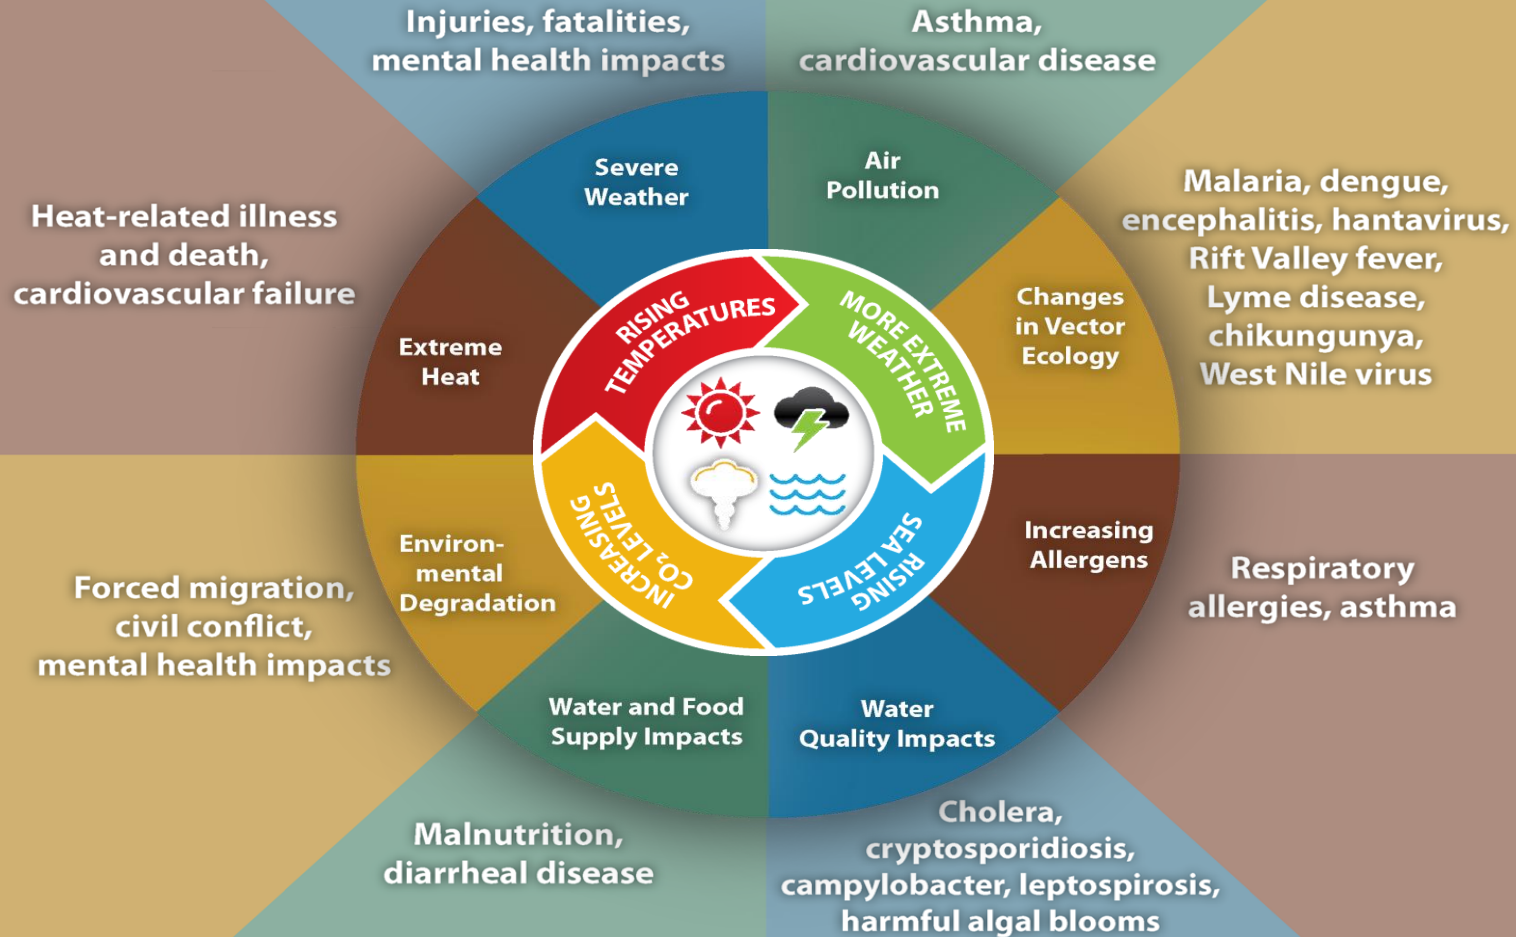 Injuries, fatalities,
mental health impacts
Asthma,
cardiovascular disease
Severe
Weather
Air
Pollution
Heat-related illness
and death,
cardiovascular failure
Extreme
Heat
Changes
in Vector
Ecology
Malaria, dengue,
encephalitis, hantavirus,
Rift Valley fever,
Lyme disease,
chikungunya,
West Nile virus
RISING
TEMPERATURES
MORE EXTREME
WEATHER
INCREASING
CO₂ LEVELS
RISING
SEA LEVELS
Environ-
mental
Degradation
Increasing
Allergens
Forced migration,
civil conflict,
mental health impacts
Respiratory
allergies, asthma
Water and Food
Supply Impacts
Water
Quality Impacts
Malnutrition,
diarrheal disease
Cholera,
cryptosporidiosis,
campylobacter, leptospirosis,
harmful algal blooms